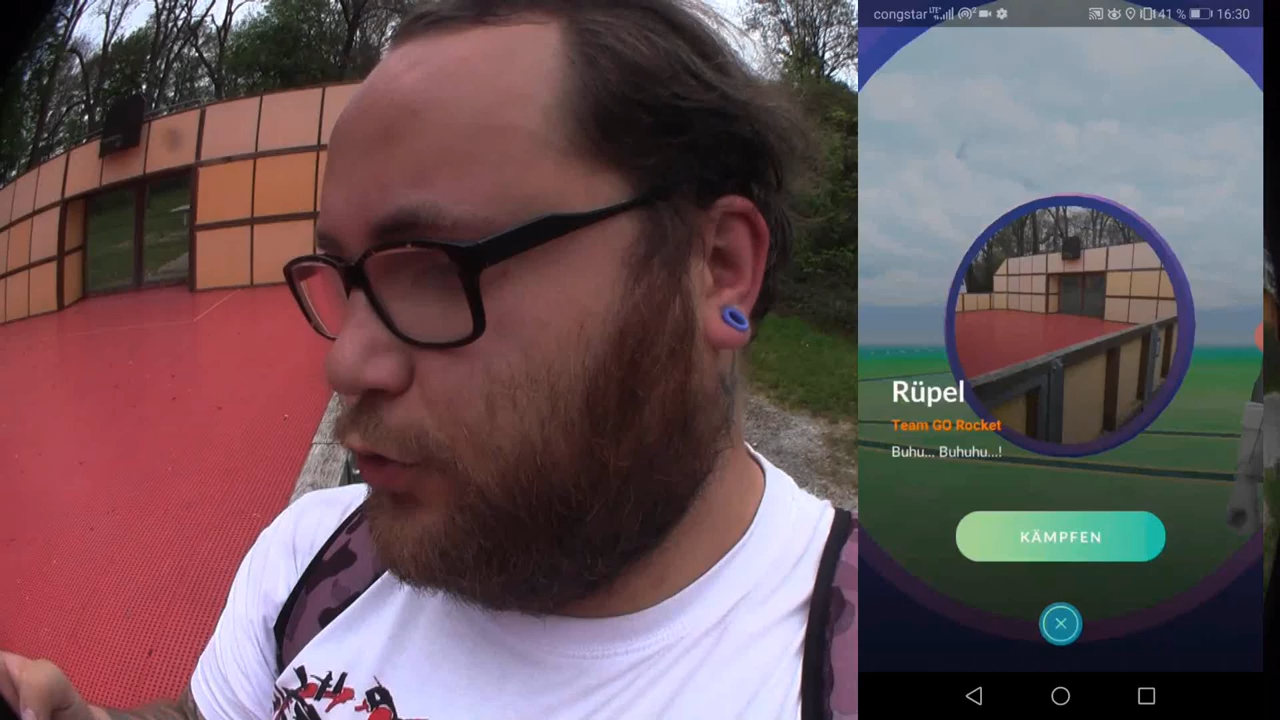 congstar 41 % 16:30
Rüpel
Team GO Rocket
Buhu... Buhuhu...!
KÄMPFEN